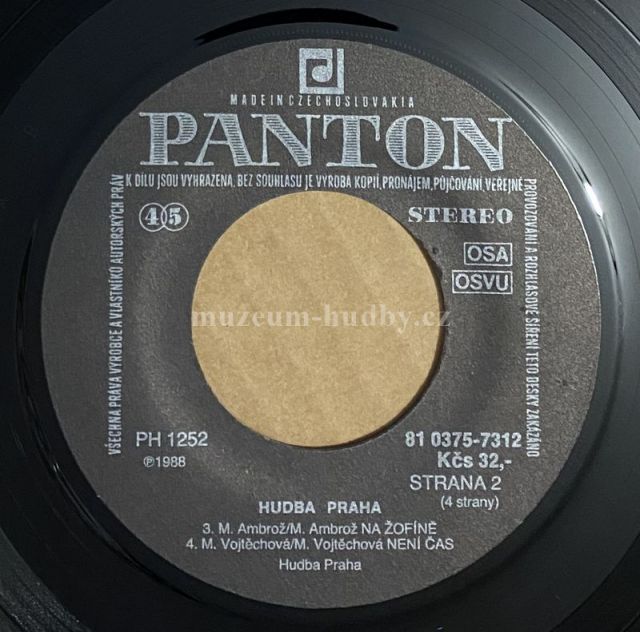 MADE IN CZECHOSLOVAKIA
PANTON
VŠECHNA PRÁVA VÝROBCE A VLASTNÍKŮ AUTORSKÝCH PRÁV
K DÍLU JSOU VYHRAZENA, BEZ SOUHLASU JE VÝROBA KOPIÍ, PRONÁJEM, PŮJČOVÁNÍ, VEŘEJNÉ
PROVOZOVÁNÍ A ROZHLASOVÉ ŠÍŘENÍ TÉTO DESKY ZAKÁZÁNO
45
STEREO
OSA
OSVU
muzeum-hudby.cz
PH 1252
℗1988
81 0375-7312
Kčs 32,-
STRANA 2
(4 strany)
HUDBA PRAHA
3. M. Ambrož/M. Ambrož NA ŽOFÍNĚ
4. M. Vojtěchová/M. Vojtěchová NENÍ ČAS
Hudba Praha